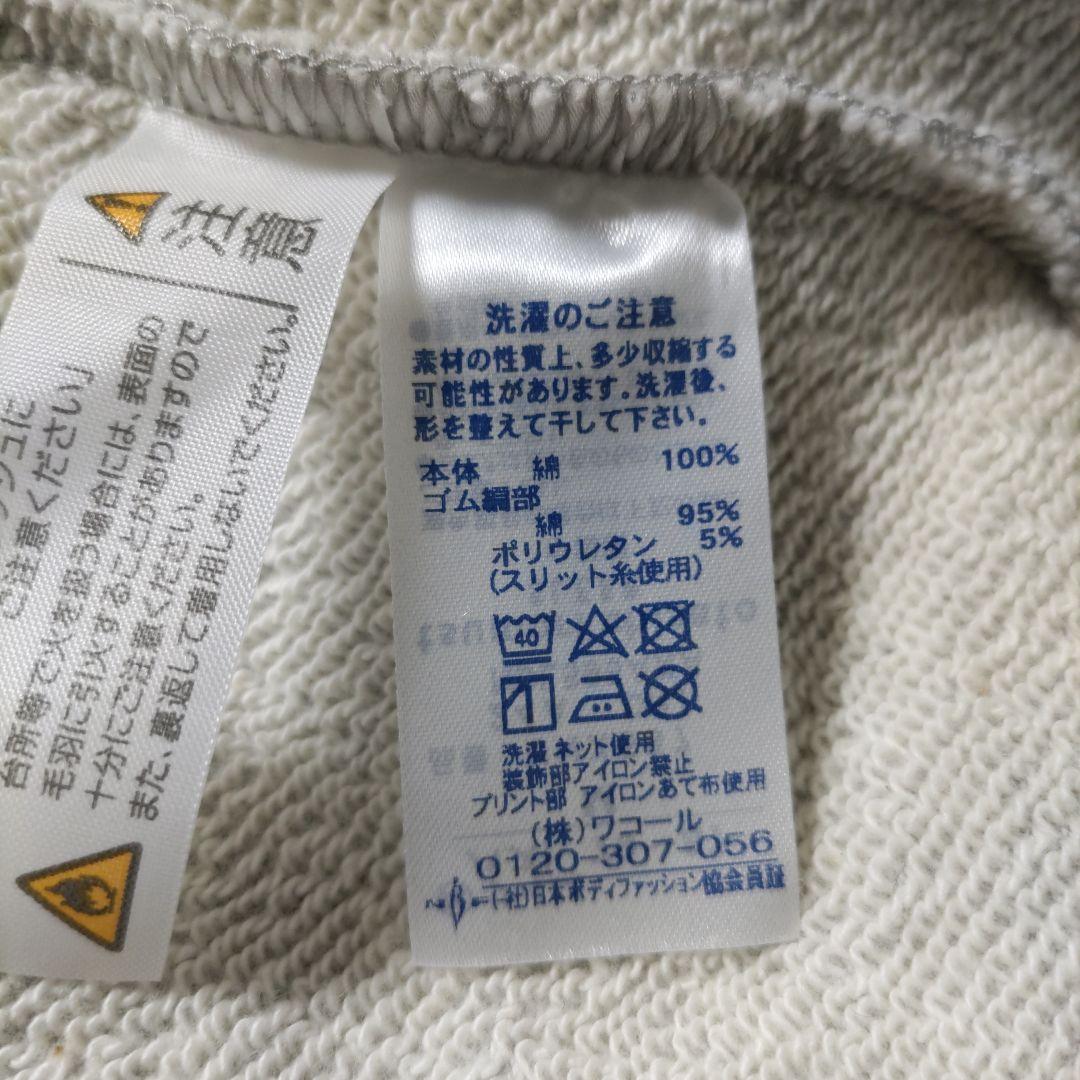 注意
ご注意ください」
台所等で火を扱う場合には、表面の
毛羽に引火することがありますので
十分にご注意ください。
また、裏返して着用しないでください。
洗濯のご注意
素材の性質上、多少収縮する
可能性があります。洗濯後、
形を整えて干して下さい。
本体 綿 100%
ゴム編部
綿 95%
ポリウレタン 5%
(スリット糸使用)
40
洗濯ネット使用
装飾部アイロン禁止
プリント部 アイロンあて布使用
(株)ワコール
0120-307-056
(一社)日本ボディファッション協会員証